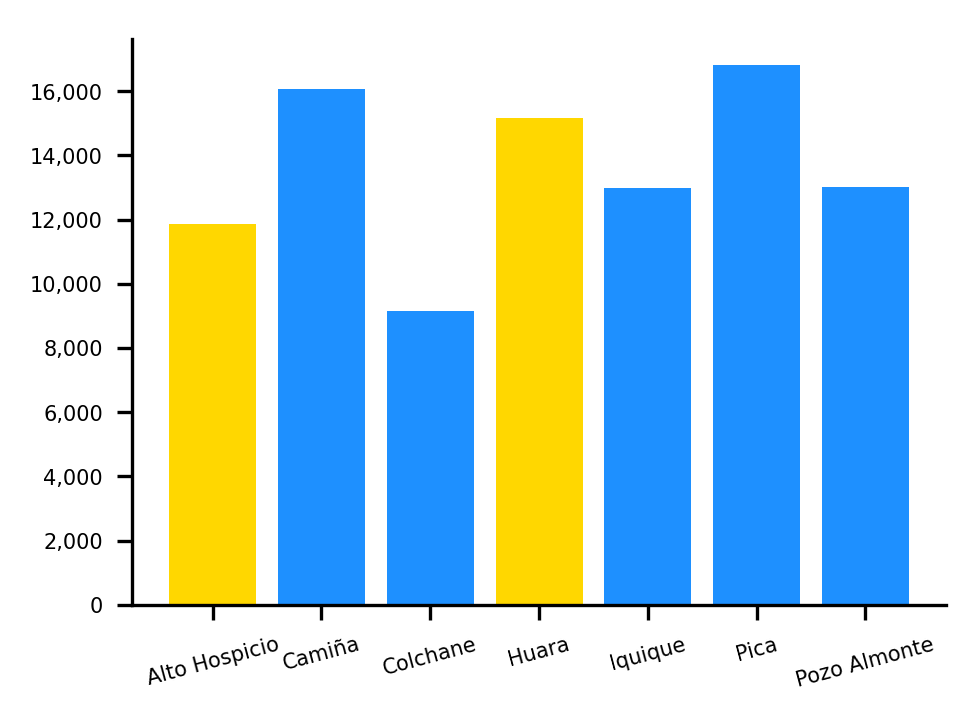 16,000
14,000
12,000
10,000
8,000
6,000
4,000
2,000
0
Alto Hospicio
Camiña
Colchane
Huara
Iquique
Pica
Pozo Almonte